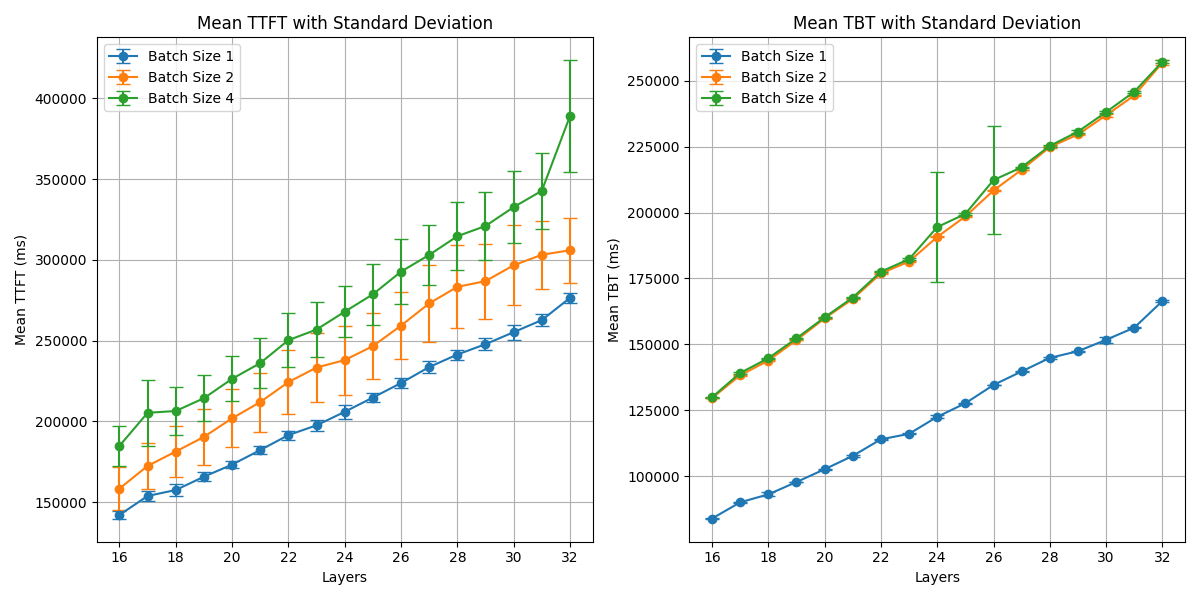 Mean TTFT with Standard Deviation
Batch Size 1
Batch Size 2
Batch Size 4
Mean TTFT (ms)
400000
350000
300000
250000
200000
150000
16 18 20 22 24 26 28 30 32
Layers
Mean TBT with Standard Deviation
Batch Size 1
Batch Size 2
Batch Size 4
Mean TBT (ms)
250000
225000
200000
175000
150000
125000
100000
16 18 20 22 24 26 28 30 32
Layers